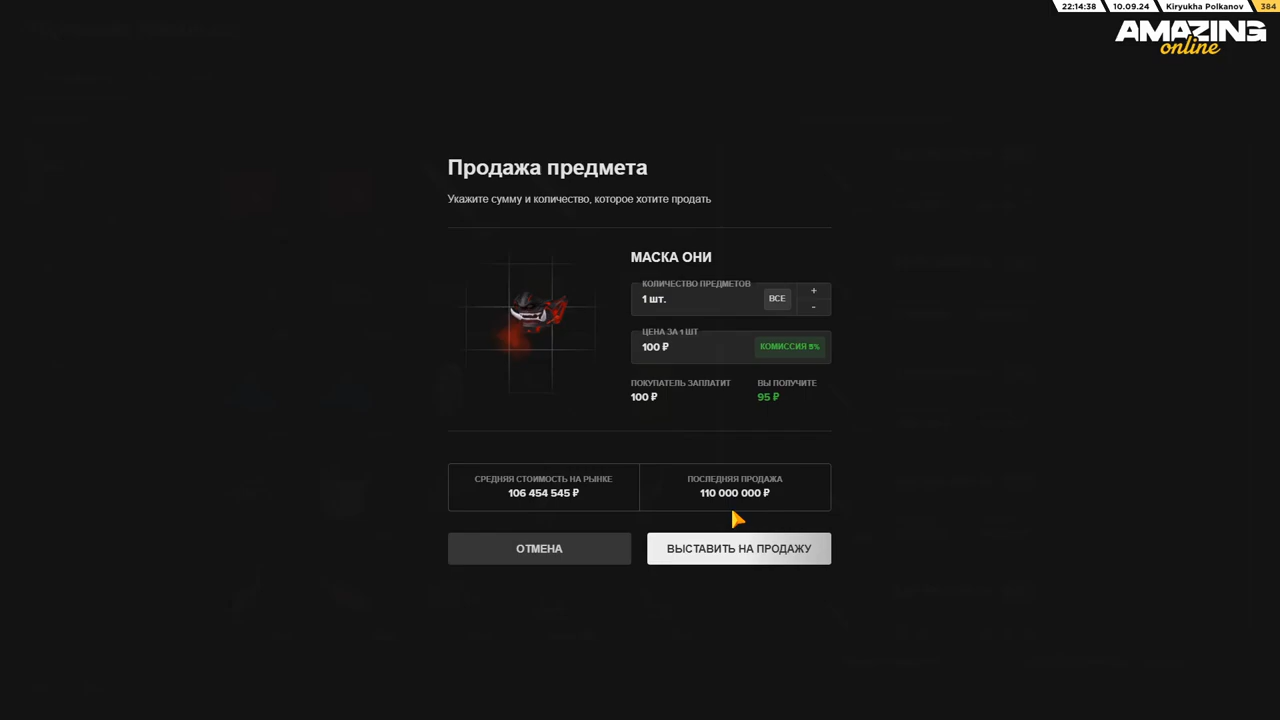 22:14:38 10.09.24 Kiryukha Polkanov 384
AMAZING
online
Продажа предмета
Укажите сумму и количество, которое хотите продать
МАСКА ОНИ
КОЛИЧЕСТВО ПРЕДМЕТОВ
1 шт. ВСЕ + -
ЦЕНА ЗА 1 ШТ
100 ₽ КОМИССИЯ 5%
ПОКУПАТЕЛЬ ЗАПЛАТИТ ВЫ ПОЛУЧИТЕ
100 ₽ 95 ₽
СРЕДНЯЯ СТОИМОСТЬ НА РЫНКЕ ПОСЛЕДНЯЯ ПРОДАЖА
106 454 545 ₽ 110 000 000 ₽
ОТМЕНА ВЫСТАВИТЬ НА ПРОДАЖУ